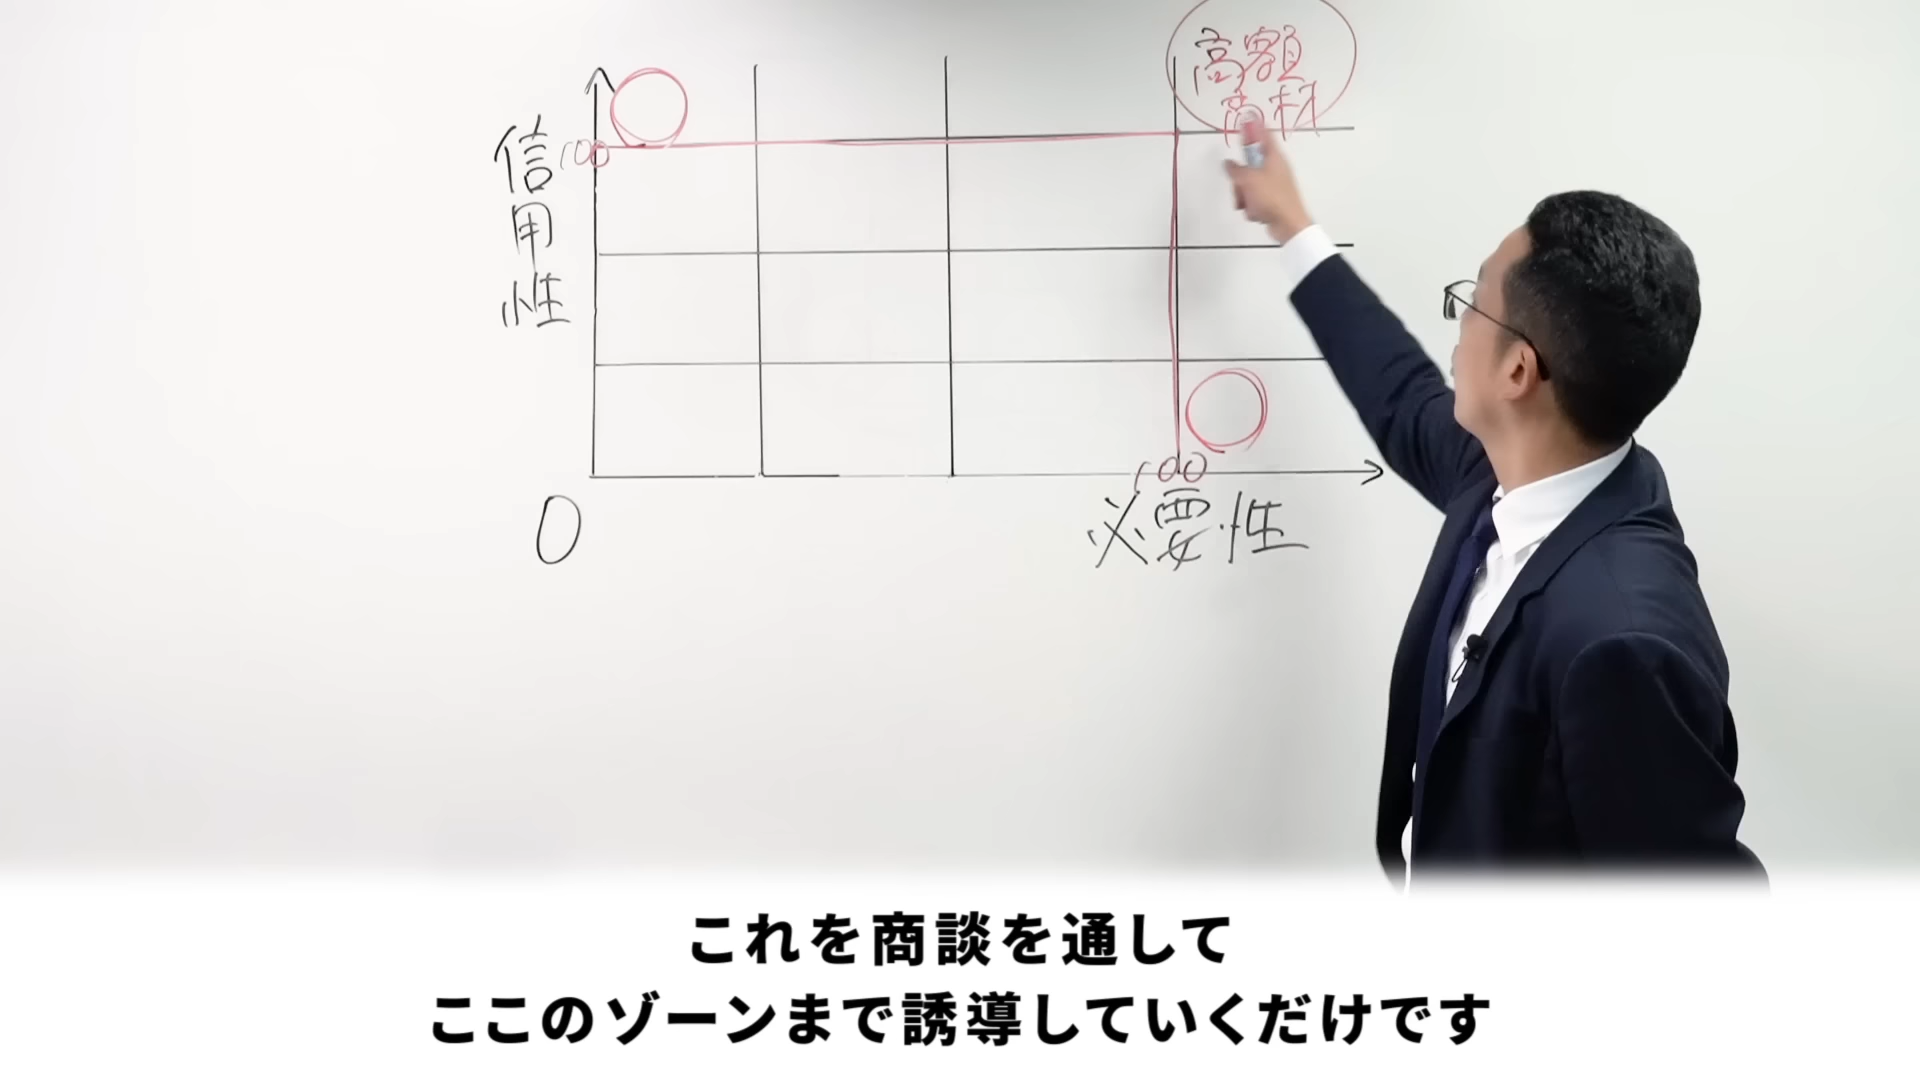 高額
商材
信用性
100
100
0
必要性
これを商談を通して
ここのゾーンまで誘導していくだけです